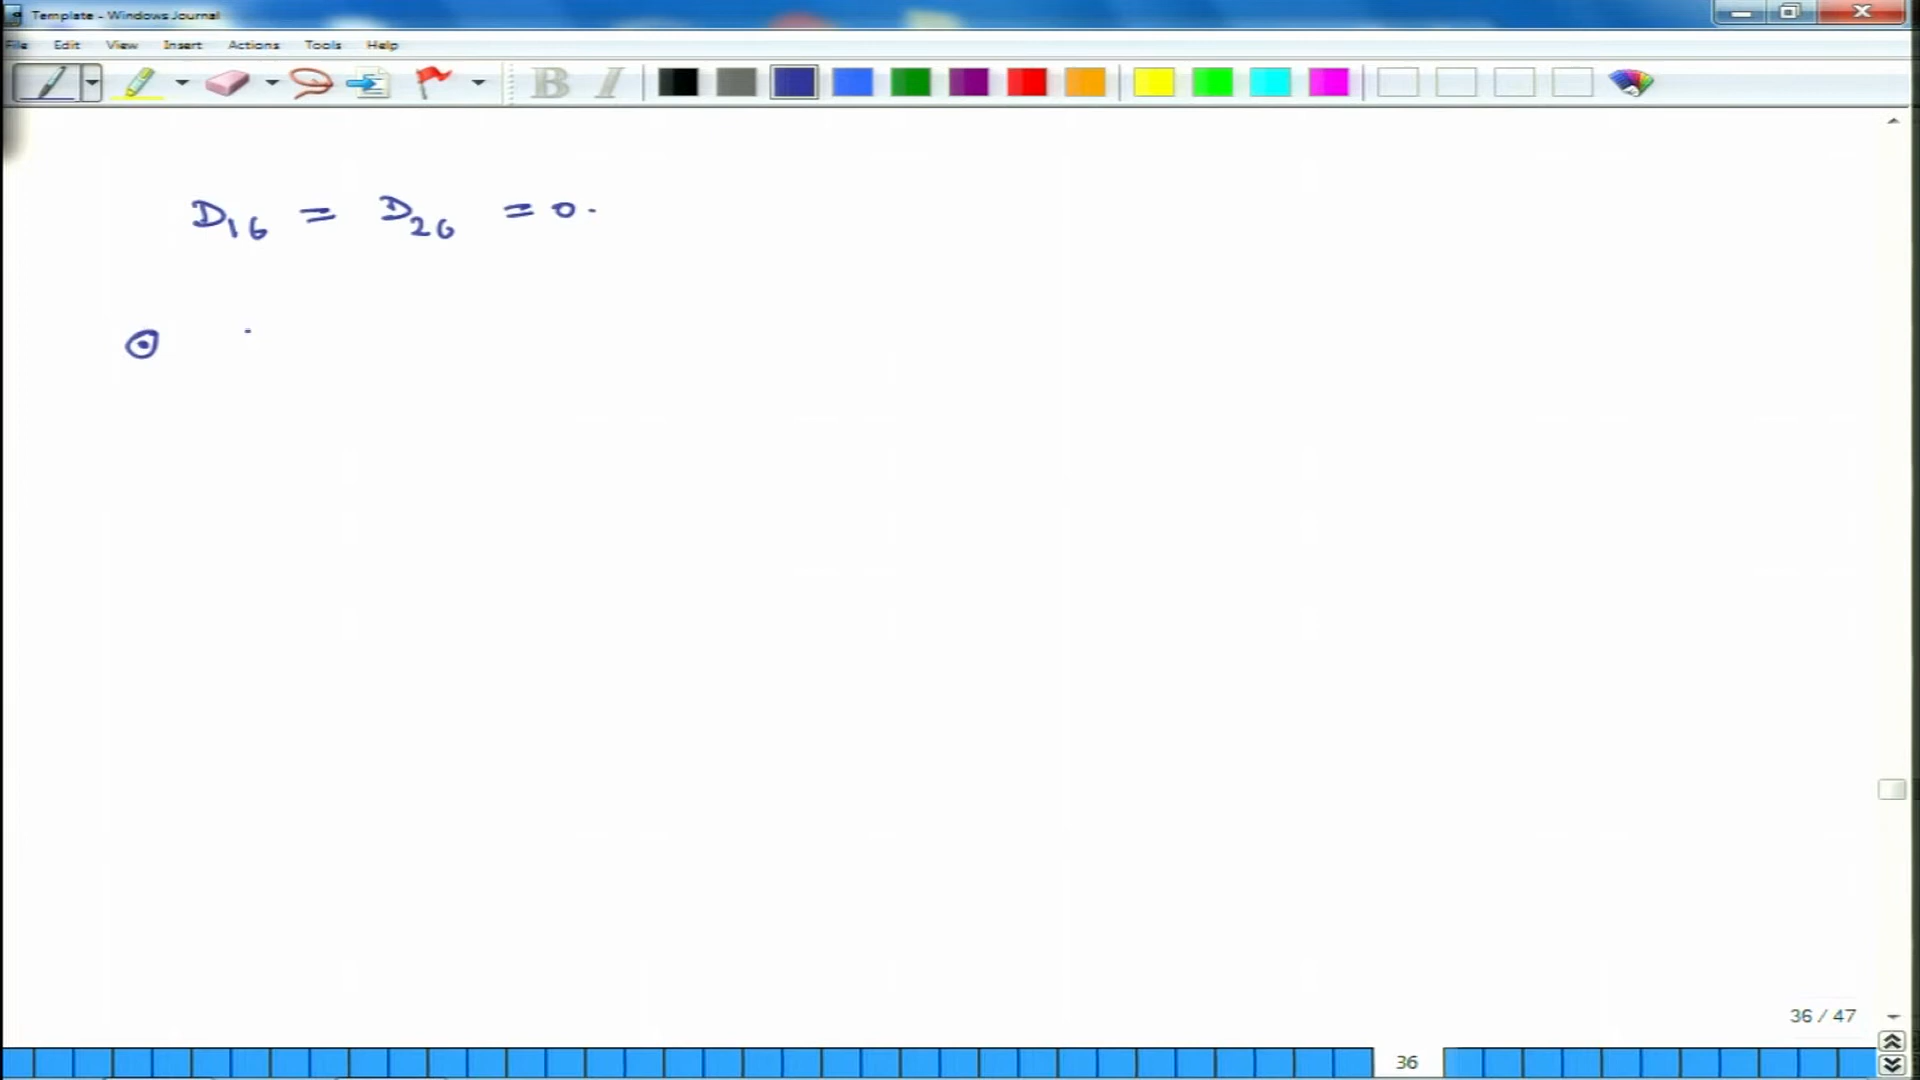 Template - Windows Journal
File Edit View Insert Actions Tools Help
B I
D₁₆ = D₂₆ = 0.
36 / 47
36